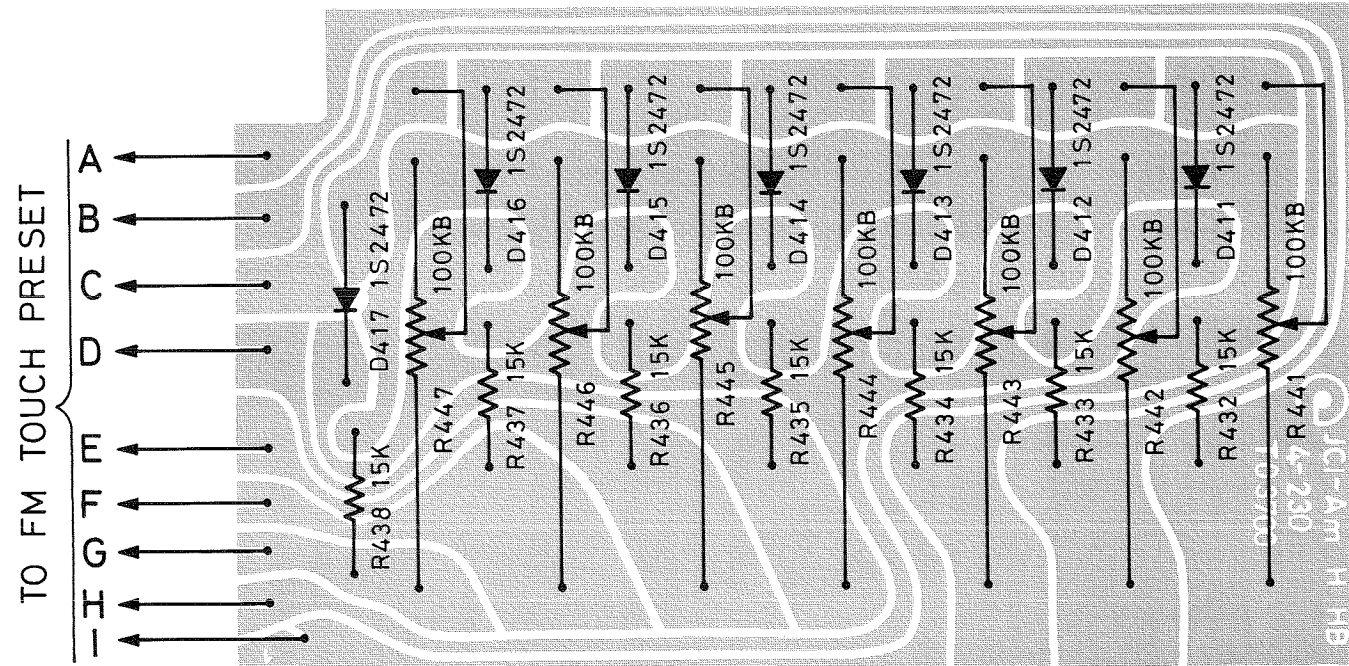 TO FM TOUCH PRESET
A
B
C
D
E
F
G
H
I
D417 1S2472
R438 15K
R447 100KB
D416 1S2472
R437 15K
R446 100KB
D415 1S2472
R436 15K
R445 100KB
D414 1S2472
R435 15K
R444 100KB
D413 1S2472
R434 15K
R443 100KB
D412 1S2472
R433 15K
R442 100KB
D411 1S2472
R432 15K
R441 100KB
4-230